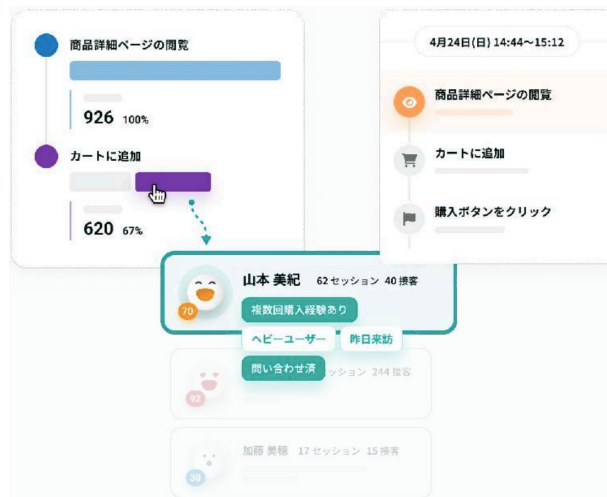 商品詳細ページの閲覧
926 100%
カートに追加
620 67%
4月24日(日) 14:44〜15:12
商品詳細ページの閲覧
カートに追加
購入ボタンをクリック
山本 美紀 62セッション 40接客
70
複数回購入経験あり
ヘビーユーザー 昨日来訪
問い合わせ済 ッション 244接客
92
加藤 美穂 17セッション 15接客
38